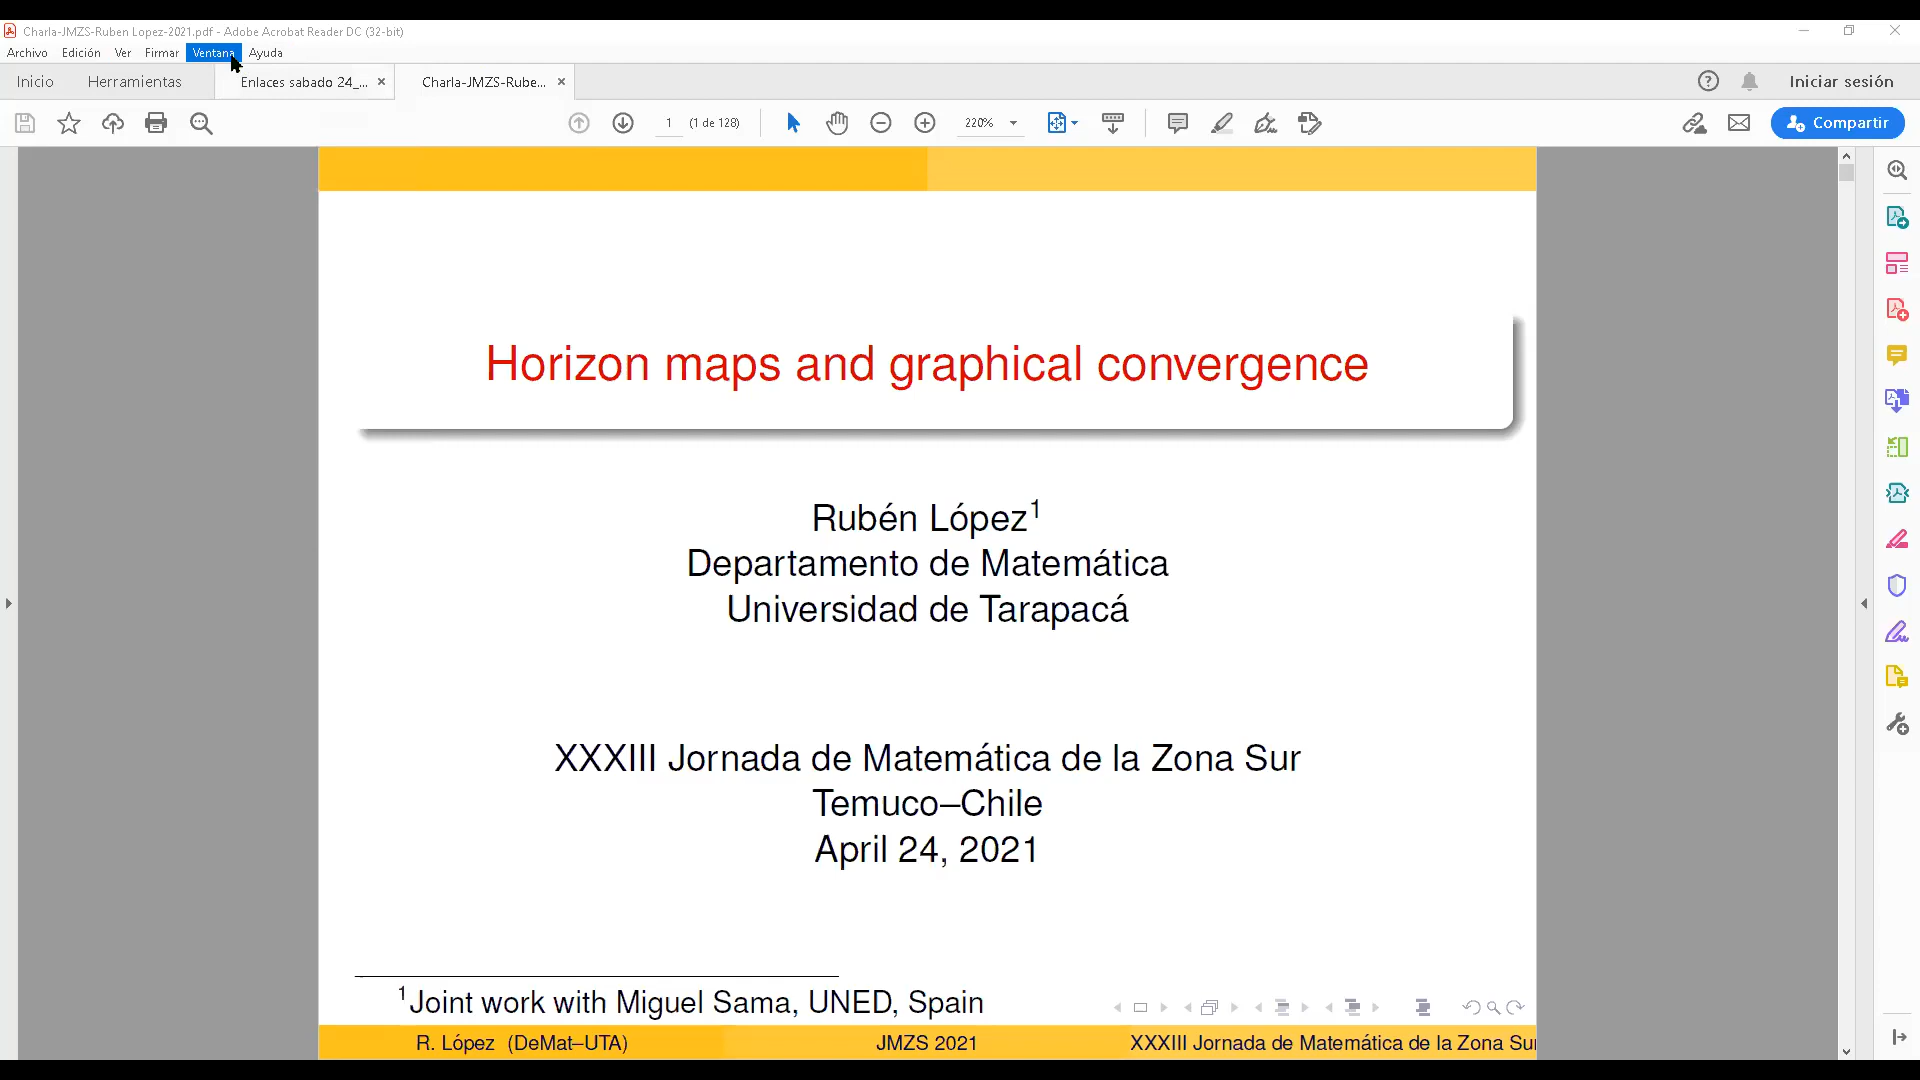 Charla-JMZS-Ruben Lopez-2021.pdf - Adobe Acrobat Reader DC (32-bit)
Archivo Edición Ver Firmar Ventana Ayuda
Inicio Herramientas Enlaces sabado 24_... Charla-JMZS-Rube... Iniciar sesión
1 (1 de 128) 220% Compartir
Horizon maps and graphical convergence
Rubén López¹
Departamento de Matemática
Universidad de Tarapacá
XXXIII Jornada de Matemática de la Zona Sur
Temuco–Chile
April 24, 2021
¹Joint work with Miguel Sama, UNED, Spain
R. López (DeMat–UTA) JMZS 2021 XXXIII Jornada de Matemática de la Zona Sur